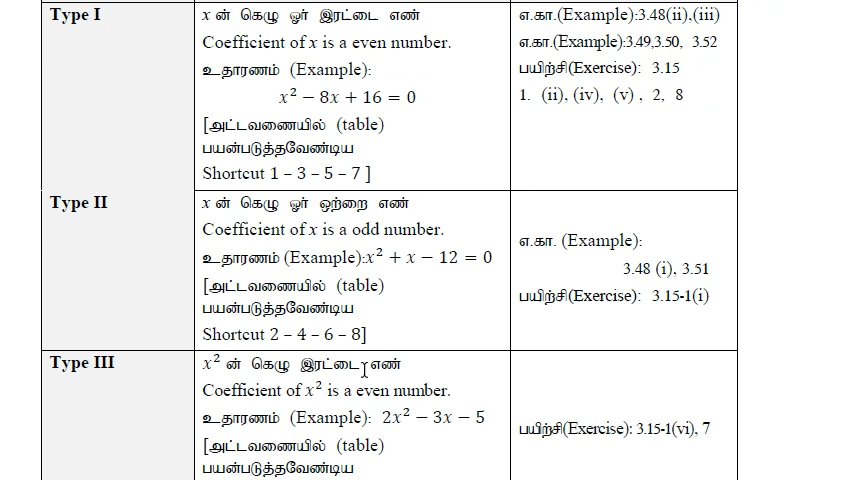 Type I
x ன் கெழு ஓர் இரட்டை எண்
Coefficient of x is a even number.
உதாரணம் (Example):
x² − 8x + 16 = 0
[அட்டவணையில் (table)
பயன்படுத்தவேண்டிய
Shortcut 1 – 3 – 5 – 7 ]
எ.கா.(Example):3.48(ii),(iii)
எ.கா.(Example):3.49,3.50, 3.52
பயிற்சி(Exercise): 3.15
1. (ii), (iv), (v) , 2, 8
Type II
x ன் கெழு ஓர் ஒற்றை எண்
Coefficient of x is a odd number.
உதாரணம் (Example):x² + x − 12 = 0
[அட்டவணையில் (table)
பயன்படுத்தவேண்டிய
Shortcut 2 – 4 – 6 – 8]
எ.கா. (Example):
3.48 (i), 3.51
பயிற்சி(Exercise): 3.15-1(i)
Type III
x² ன் கெழு இரட்டை எண்
Coefficient of x² is a even number.
உதாரணம் (Example): 2x² − 3x − 5
[அட்டவணையில் (table)
பயன்படுத்தவேண்டிய
பயிற்சி(Exercise): 3.15-1(vi), 7